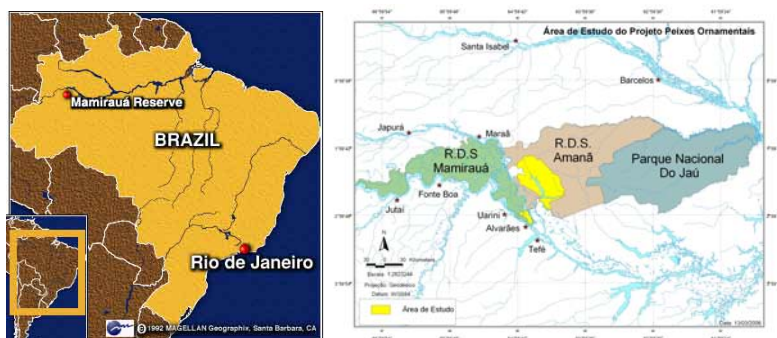 Mamirauá Reserve
BRAZIL
Rio de Janeiro
© 1992 MAGELLAN Geographix, Santa Barbara, CA
Área de Estudo do Projeto Peixes Ornamentais
Santa Isabel
Barcelos
Japurá
Maraã
R.D.S
Mamirauá
R.D.S.
Amanã
Parque Nacional
Do Jaú
Fonte Boa
Jutaí
Uarini
Alvarães
Tefé
N
Área de Estudo